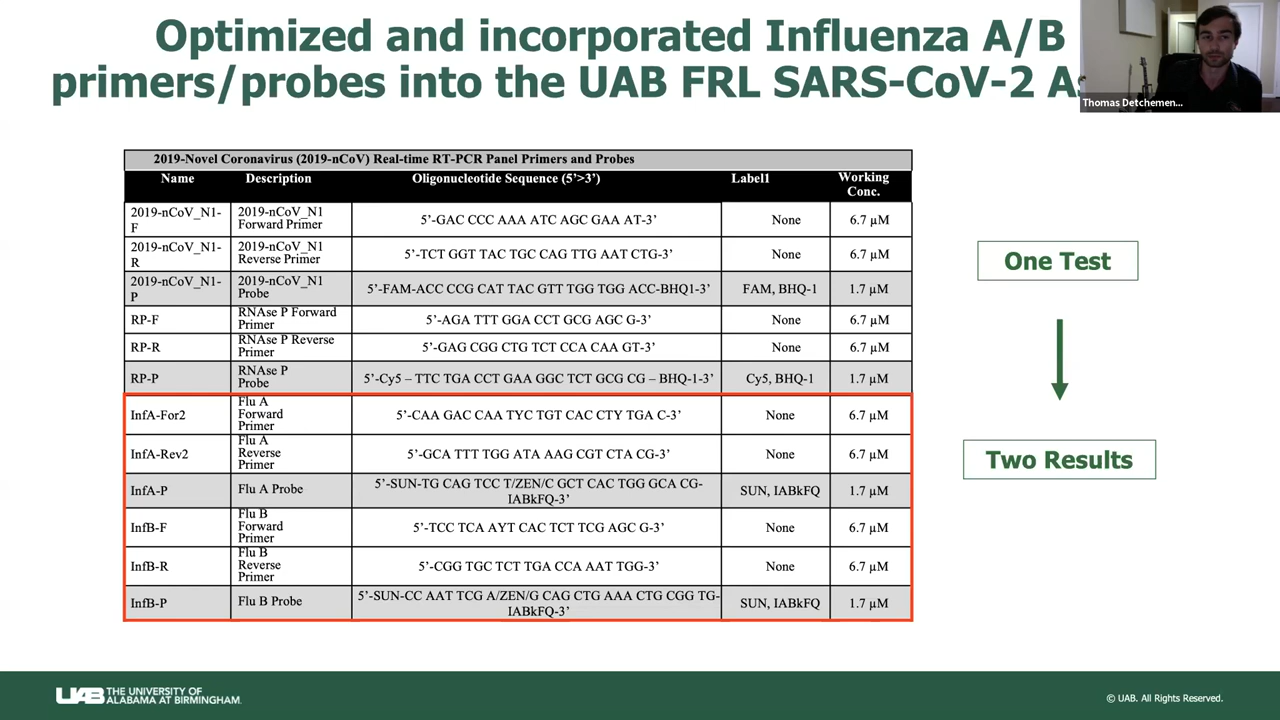 Optimized and incorporated Influenza A/B
primers/probes into the UAB FRL SARS-CoV-2
Thomas Detchemen...
2019-Novel Coronavirus (2019-nCoV) Real-time RT-PCR Panel Primers and Probes
Name Description Oligonucleotide Sequence (5’>3’) Label1 Working
Conc.
2019-nCoV_N1-
F 2019-nCoV_N1
Forward Primer 5’-GAC CCC AAA ATC AGC GAA AT-3’ None 6.7 µM
2019-nCoV_N1-
R 2019-nCoV_N1
Reverse Primer 5’-TCT GGT TAC TGC CAG TTG AAT CTG-3’ None 6.7 µM
2019-nCoV_N1-
P 2019-nCoV_N1
Probe 5’-FAM-ACC CCG CAT TAC GTT TGG TGG ACC-BHQ1-3’ FAM, BHQ-1 1.7 µM
RP-F RNAse P Forward
Primer 5’-AGA TTT GGA CCT GCG AGC G-3’ None 6.7 µM
RP-R RNAse P Reverse
Primer 5’-GAG CGG CTG TCT CCA CAA GT-3’ None 6.7 µM
RP-P RNAse P
Probe 5’-Cy5 – TTC TGA CCT GAA GGC TCT GCG CG – BHQ-1-3’ Cy5, BHQ-1 1.7 µM
InfA-For2 Flu A
Forward
Primer 5’-CAA GAC CAA TYC TGT CAC CTY TGA C-3’ None 6.7 µM
InfA-Rev2 Flu A
Reverse
Primer 5’-GCA TTT TGG ATA AAG CGT CTA CG-3’ None 6.7 µM
InfA-P Flu A Probe 5’-SUN-TG CAG TCC T/ZEN/C GCT CAC TGG GCA CG-
IABkFQ-3’ SUN, IABkFQ 1.7 µM
InfB-F Flu B
Forward
Primer 5’-TCC TCA AYT CAC TCT TCG AGC G-3’ None 6.7 µM
InfB-R Flu B
Reverse
Primer 5’-CGG TGC TCT TGA CCA AAT TGG-3’ None 6.7 µM
InfB-P Flu B Probe 5’-SUN-CC AAT TCG A/ZEN/G CAG CTG AAA CTG CGG TG-
IABkFQ-3’ SUN, IABkFQ 1.7 µM
One Test
Two Results
UAB THE UNIVERSITY OF
ALABAMA AT BIRMINGHAM.
© UAB. All Rights Reserved.